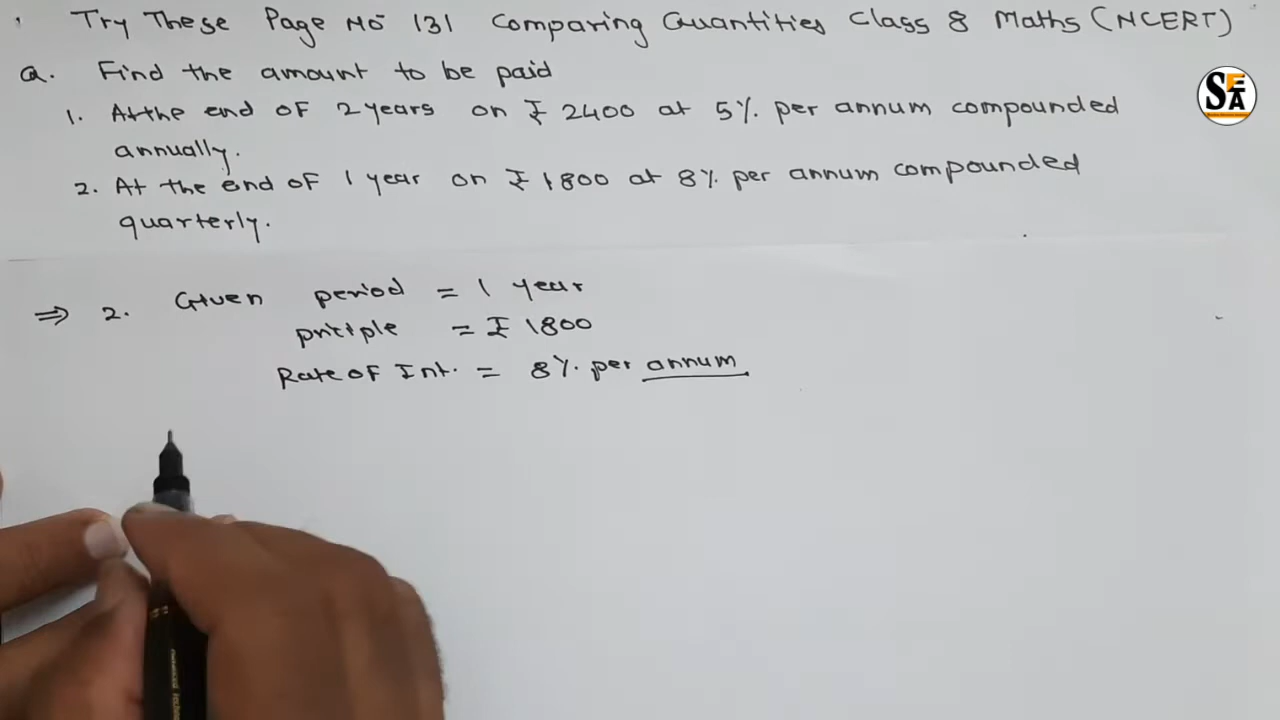 Try These Page No 131 Comparing Quantities Class 8 Maths (NCERT)
Q. Find the amount to be paid
1. At the end of 2 years on ₹ 2400 at 5%. per annum compounded
annually.
2. At the end of 1 year on ₹ 1800 at 8%. per annum compounded
quarterly.
⇒ 2. Given period = 1 year
priciple = ₹ 1800
Rate of Int. = 8%. per annum
SFTA